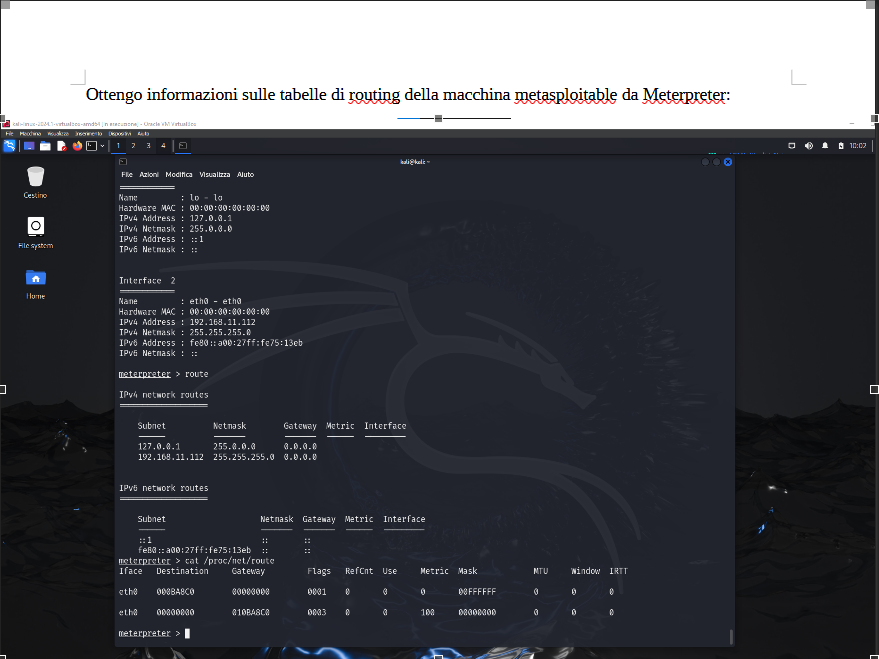 Ottengo informazioni sulle tabelle di routing della macchina metasploitable da Meterpreter:
kali-linux-2024.1-virtualbox-amd64 [In esecuzione] - Oracle VM VirtualBox
File Macchina Visualizza Inserimento Dispositivi Aiuto
1 2 3 4 10:02
kali@kali: ~
File Azioni Modifica Visualizza Aiuto
Cestino
File system
Home
Name : lo - lo
Hardware MAC : 00:00:00:00:00:00
IPv4 Address : 127.0.0.1
IPv4 Netmask : 255.0.0.0
IPv6 Address : ::1
IPv6 Netmask : ::
Interface 2
Name : eth0 - eth0
Hardware MAC : 00:00:00:00:00:00
IPv4 Address : 192.168.11.112
IPv4 Netmask : 255.255.255.0
IPv6 Address : fe80::a00:27ff:fe75:13eb
IPv6 Netmask : ::
meterpreter > route
IPv4 network routes
Subnet Netmask Gateway Metric Interface
127.0.0.1 255.0.0.0 0.0.0.0
192.168.11.112 255.255.255.0 0.0.0.0
IPv6 network routes
Subnet Netmask Gateway Metric Interface
::1 :: ::
fe80::a00:27ff:fe75:13eb :: ::
meterpreter > cat /proc/net/route
Iface Destination Gateway Flags RefCnt Use Metric Mask MTU Window IRTT
eth0 000BA8C0 00000000 0001 0 0 0 00FFFFFF 0 0 0
eth0 00000000 010BA8C0 0003 0 0 100 00000000 0 0 0
meterpreter >